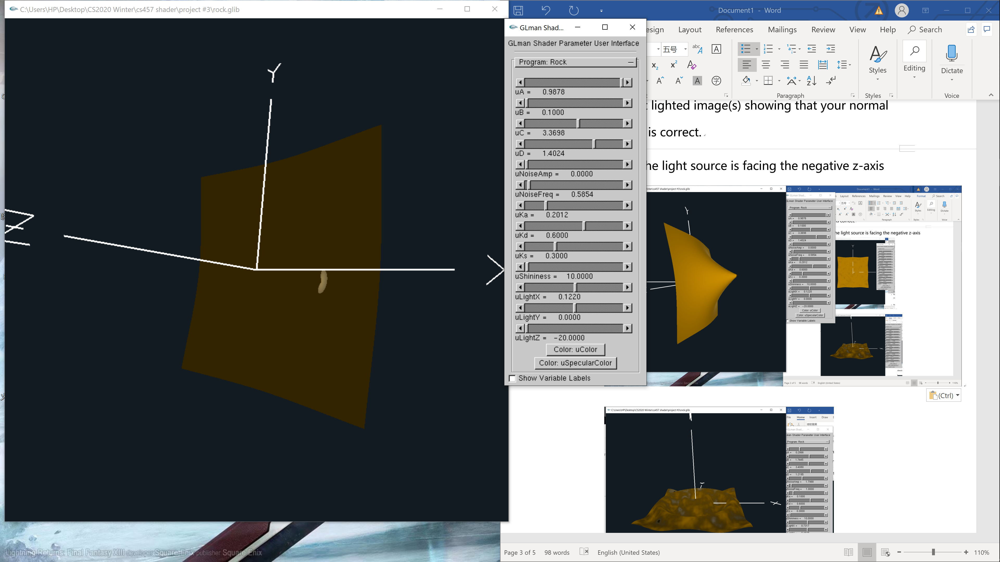 C:\Users\HP\Desktop\CS2020 Winter\cs457 shader\project #3\rock.glib
Y
Document1 - Word
esign Layout References Mailings Review View Help Search
五号
Paragraph
Styles
Styles
Editing
Dictate
Voice
GLman Shad...
GLman Shader Parameter User Interface
Program: Rock
uA = 0.9878
uB = 0.1000
uC = 3.3698
uD = 1.4024
uNoiseAmp = 0.0000
uNoiseFreq = 0.5854
uKa = 0.2012
uKd = 0.6000
uKs = 0.3000
uShininess = 10.0000
uLightX = 0.1220
uLightY = 0.0000
uLightZ = -20.0000
Color: uColor
Color: uSpecularColor
Show Variable Labels
lighted image(s) showing that your normal
is correct.
he light source is facing the negative z-axis
inter\cs457 shader\project #3\rock.glib
Document1 - Word
Layout References Mailings Review View Help Format Search
GLman Shad...
GLman Shader Parameter User Interface
Program: Rock
uA = 0.9878
uB = 0.1000
uC = 3.3698
uD = 1.4024
uNoiseAmp = 0.0000
uNoiseFreq = 0.5854
uKa = 0.2012
uKd = 0.6000
uKs = 0.3000
uShininess = 10.0000
uLightX = 0.1220
uLightY = 0.0000
uLightZ = -20.0000
Color: uColor
Color: uSpecularColor
Show Variable Labels
he light source is facing the negative z-axis
Page 2 of 5 98 words English (United States) 110%
(Ctrl)
C:\Users\HP\Desktop\CS2020 Winter\cs457 shader\project #3\rock.glib
File Home Insert Draw
微软雅黑
GLman Shad...
man Shader Parameter User Interface
Program: Rock
uA = 0.2866
uB = 1.7445
uC = 3.4080
uD = 1.2195
uNoiseAmp = 1.7988
uNoiseFreq = 1.0000
uKa = 0.1000
uKd = 0.6000
uKs = 0.3000
uShininess = 10.0000
uLightX = 0.7317
Page 3 of 5 98 words English (United States) 110%
Lightning Returns: Final Fantasy XIII developer Square Enix publisher Square Enix